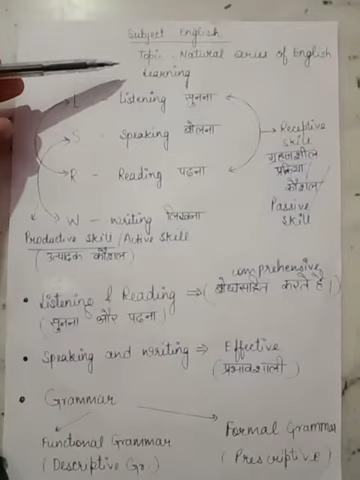 Subject English
Topic - Natural series of English
Learning
L - Listening सुनना
S - Speaking बोलना
R - Reading पढ़ना
W - Writing लिखना
Receptive
skill
ग्रहणशील
प्रक्रिया/
कौशल
Passive
skill
Productive skill/Active skill
(उत्पादक कौशल)
• Listening & Reading ⇒ (comprehensive, करते हैं।)
(सुनना और पढ़ना)
• Speaking and writing ⇒ Effective
(प्रभावशाली)
• Grammar
Functional Grammar
(Descriptive Gr.)
Formal Grammar
(Prescriptive)